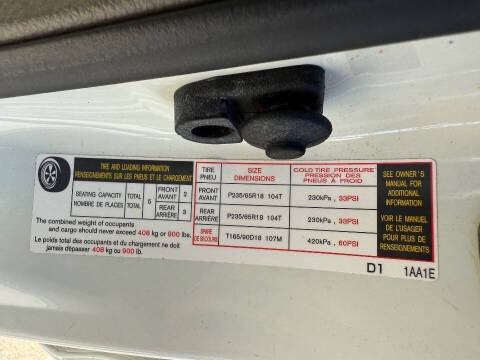 TIRE AND LOADING INFORMATION
RENSEIGNEMENTS SUR LES PNEUS ET LE CHARGEMENT
SEATING CAPACITY TOTAL 5 FRONT AVANT 2
NOMBRE DE PLACES TOTAL REAR ARRIÈRE 3
The combined weight of occupants
and cargo should never exceed 408 kg or 900 lbs.
Le poids total des occupants et du chargement ne doit
jamais dépasser 408 kg ou 900 lb.
TIRE PNEU SIZE DIMENSIONS COLD TIRE PRESSURE PRESSION DES PNEUS À FROID
FRONT AVANT P235/65R18 104T 230kPa, 33PSI
REAR ARRIÈRE P235/65R18 104T 230kPa, 33PSI
SPARE DE SECOURS T165/90D18 107M 420kPa, 60PSI
SEE OWNER'S
MANUAL FOR
ADDITIONAL
INFORMATION
VOIR LE MANUEL
DE L'USAGER
POUR PLUS DE
RENSEIGNEMENTS
D1 1AA1E